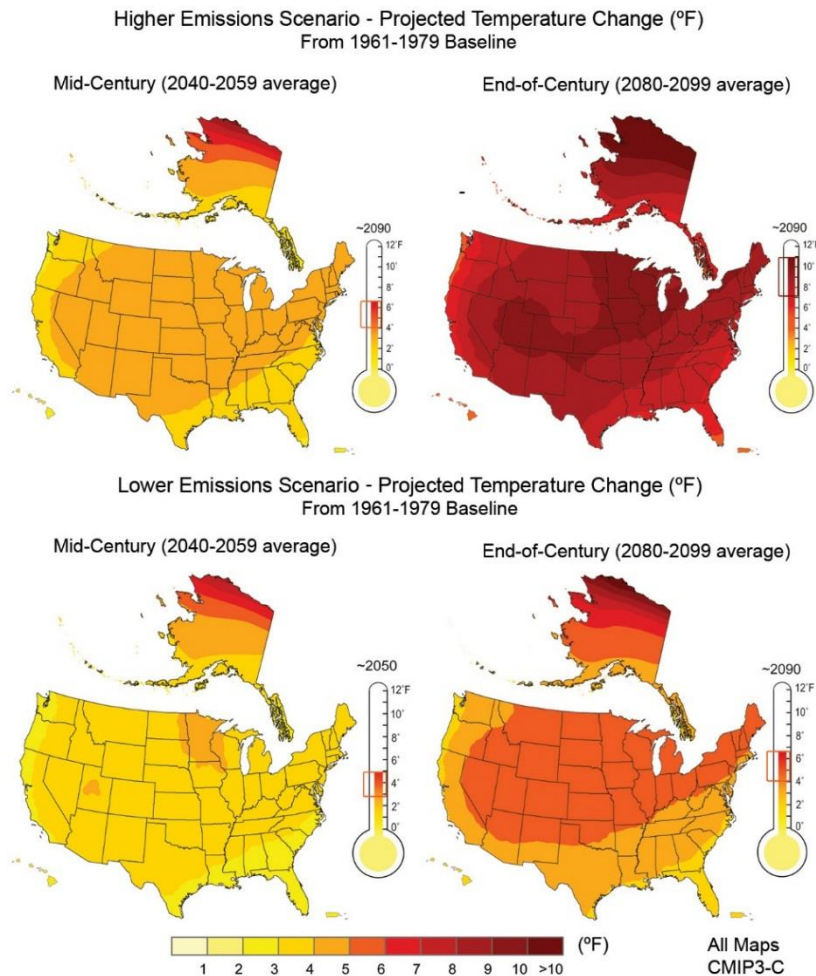 Higher Emissions Scenario - Projected Temperature Change (ºF)
From 1961-1979 Baseline
Mid-Century (2040-2059 average)
End-of-Century (2080-2099 average)
~2090
12˚F
10˚
8˚
6˚
4˚
2˚
0˚
~2090
12˚F
10˚
8˚
6˚
4˚
2˚
0˚
Lower Emissions Scenario - Projected Temperature Change (ºF)
From 1961-1979 Baseline
Mid-Century (2040-2059 average)
End-of-Century (2080-2099 average)
~2050
12˚F
10˚
8˚
6˚
4˚
2˚
0˚
~2090
12˚F
10˚
8˚
6˚
4˚
2˚
0˚
(ºF)
1 2 3 4 5 6 7 8 9 10 >10
All Maps
CMIP3-C